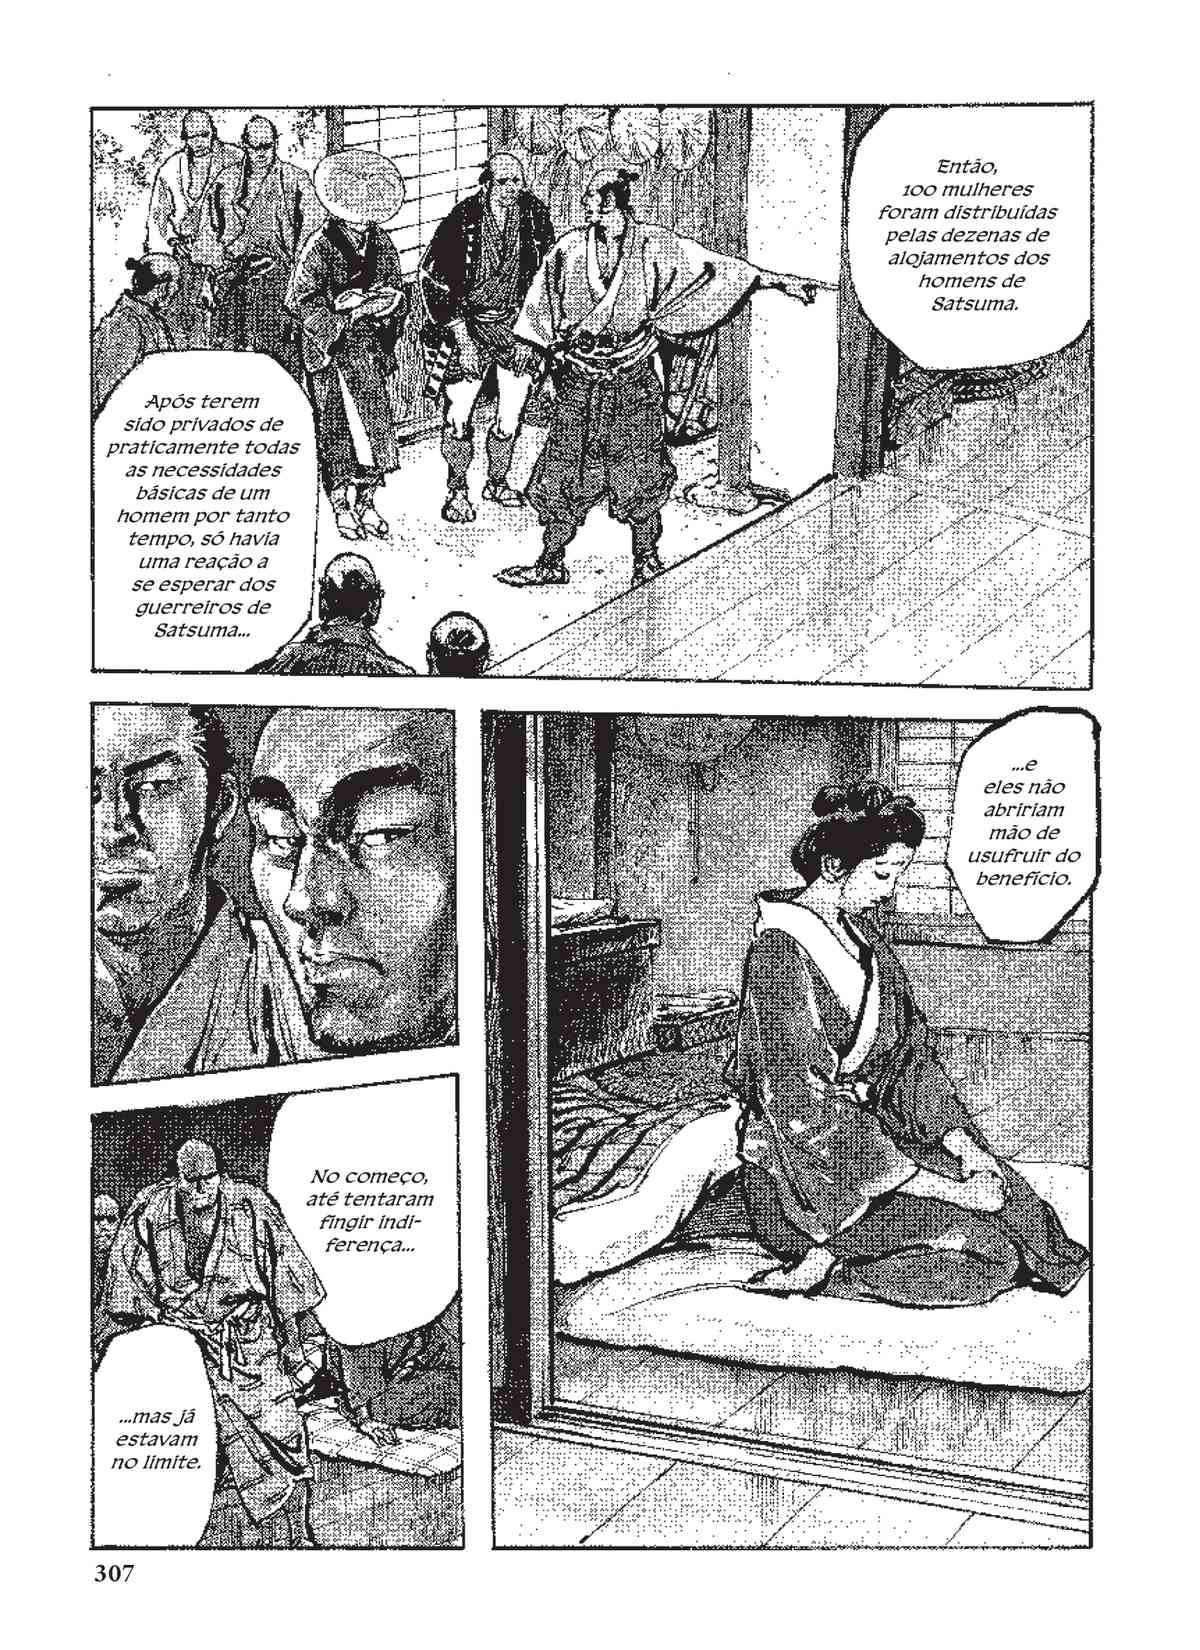 Então,
100 mulheres
foram distribuídas
pelas dezenas de
alojamentos dos
homens de
Satsuma.
Após terem
sido privados de
praticamente todas
as necessidades
básicas de um
homem por tanto
tempo, só havia
uma reação a
se esperar dos
guerreiros de
Satsuma...
...e
eles não
abririam
mão de
usufruir do
benefício.
No começo,
até tentaram
fingir indi-
ferença...
...mas já
estavam
no limite.
307